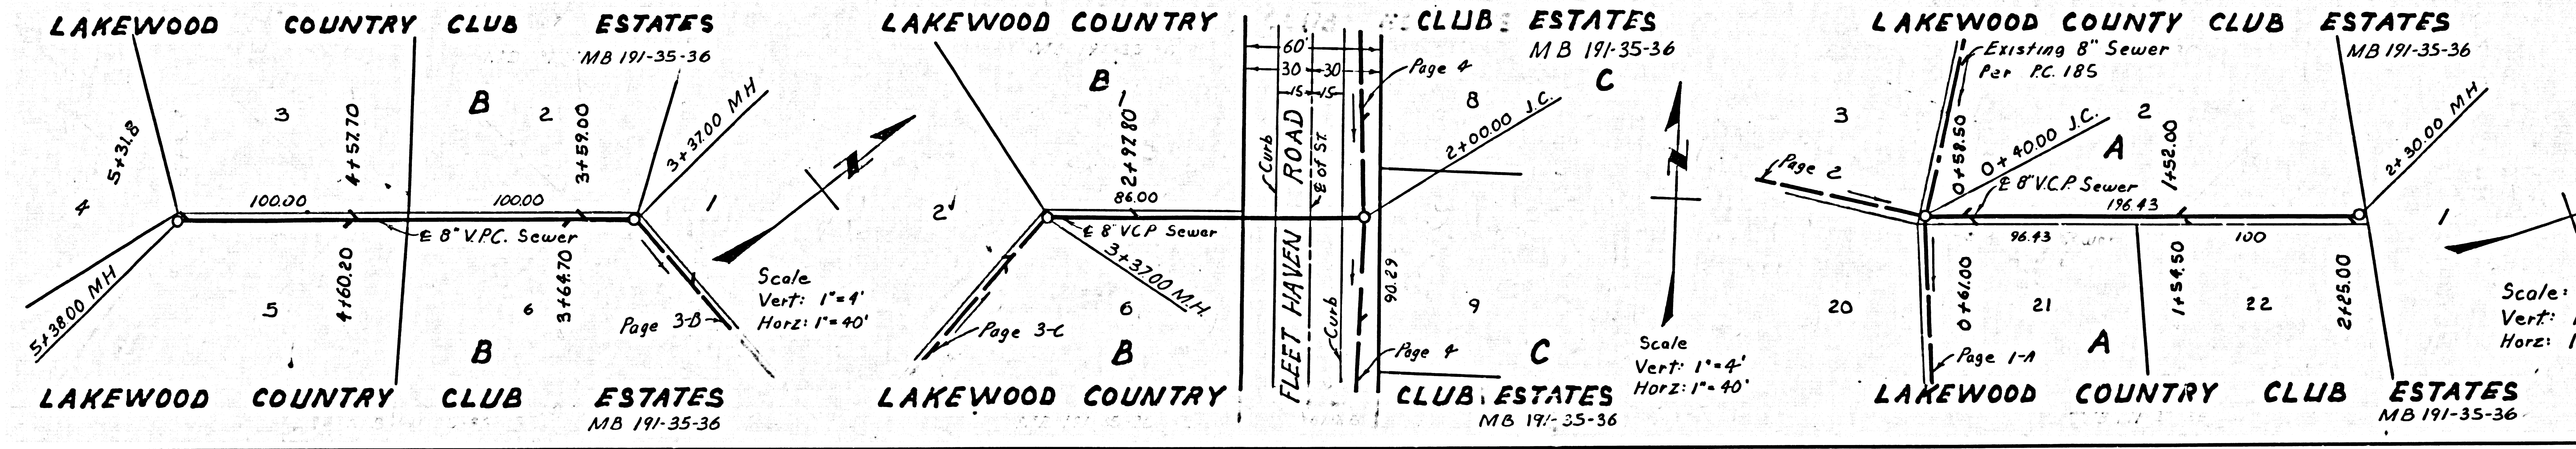 LAKEWOOD COUNTRY CLUB ESTATES
MB 191-35-36
B
3
2
4
1
5+31.8
4+57.70
3+59.00
3+37.00 MH
100.00
100.00
℄ 8" V.P.C. Sewer
5+38.00 MH
4+60.20
3+64.70
5
6
B
Page 3-B
Scale
Vert: 1"=4'
Horz: 1"=40'
LAKEWOOD COUNTRY CLUB ESTATES
MB 191-35-36
LAKEWOOD COUNTRY CLUB ESTATES
MB 191-35-36
60'
30 30
15 15
Page 4
B
C
1
8
2
2+97.80
2+00.00 J.C.
86.00
℄ 8" VCP Sewer
3+37.00 M.H.
Curb
FLEET HAVEN ROAD
℄ of ST.
Curb
90.29
6
9
Page 3-C
Page 4
B
C
Scale
Vert: 1"=4'
Horz: 1"=40'
LAKEWOOD COUNTRY CLUB ESTATES
MB 191-35-36
LAKEWOOD COUNTY CLUB ESTATES
MB 191-35-36
Existing 8" Sewer
Per P.C. 185
3
2
A
0+58.50
0+40.00 J.C.
1+52.00
2+30.00 MH
Page 2
℄ 8" V.C.P. Sewer
196.43
1
96.43
100
0+61.00
1+54.50
2+25.00
20
21
22
A
Page 1-A
Scale:
Vert: 1
Horz: 1
LAKEWOOD COUNTRY CLUB ESTATES
MB 191-35-36